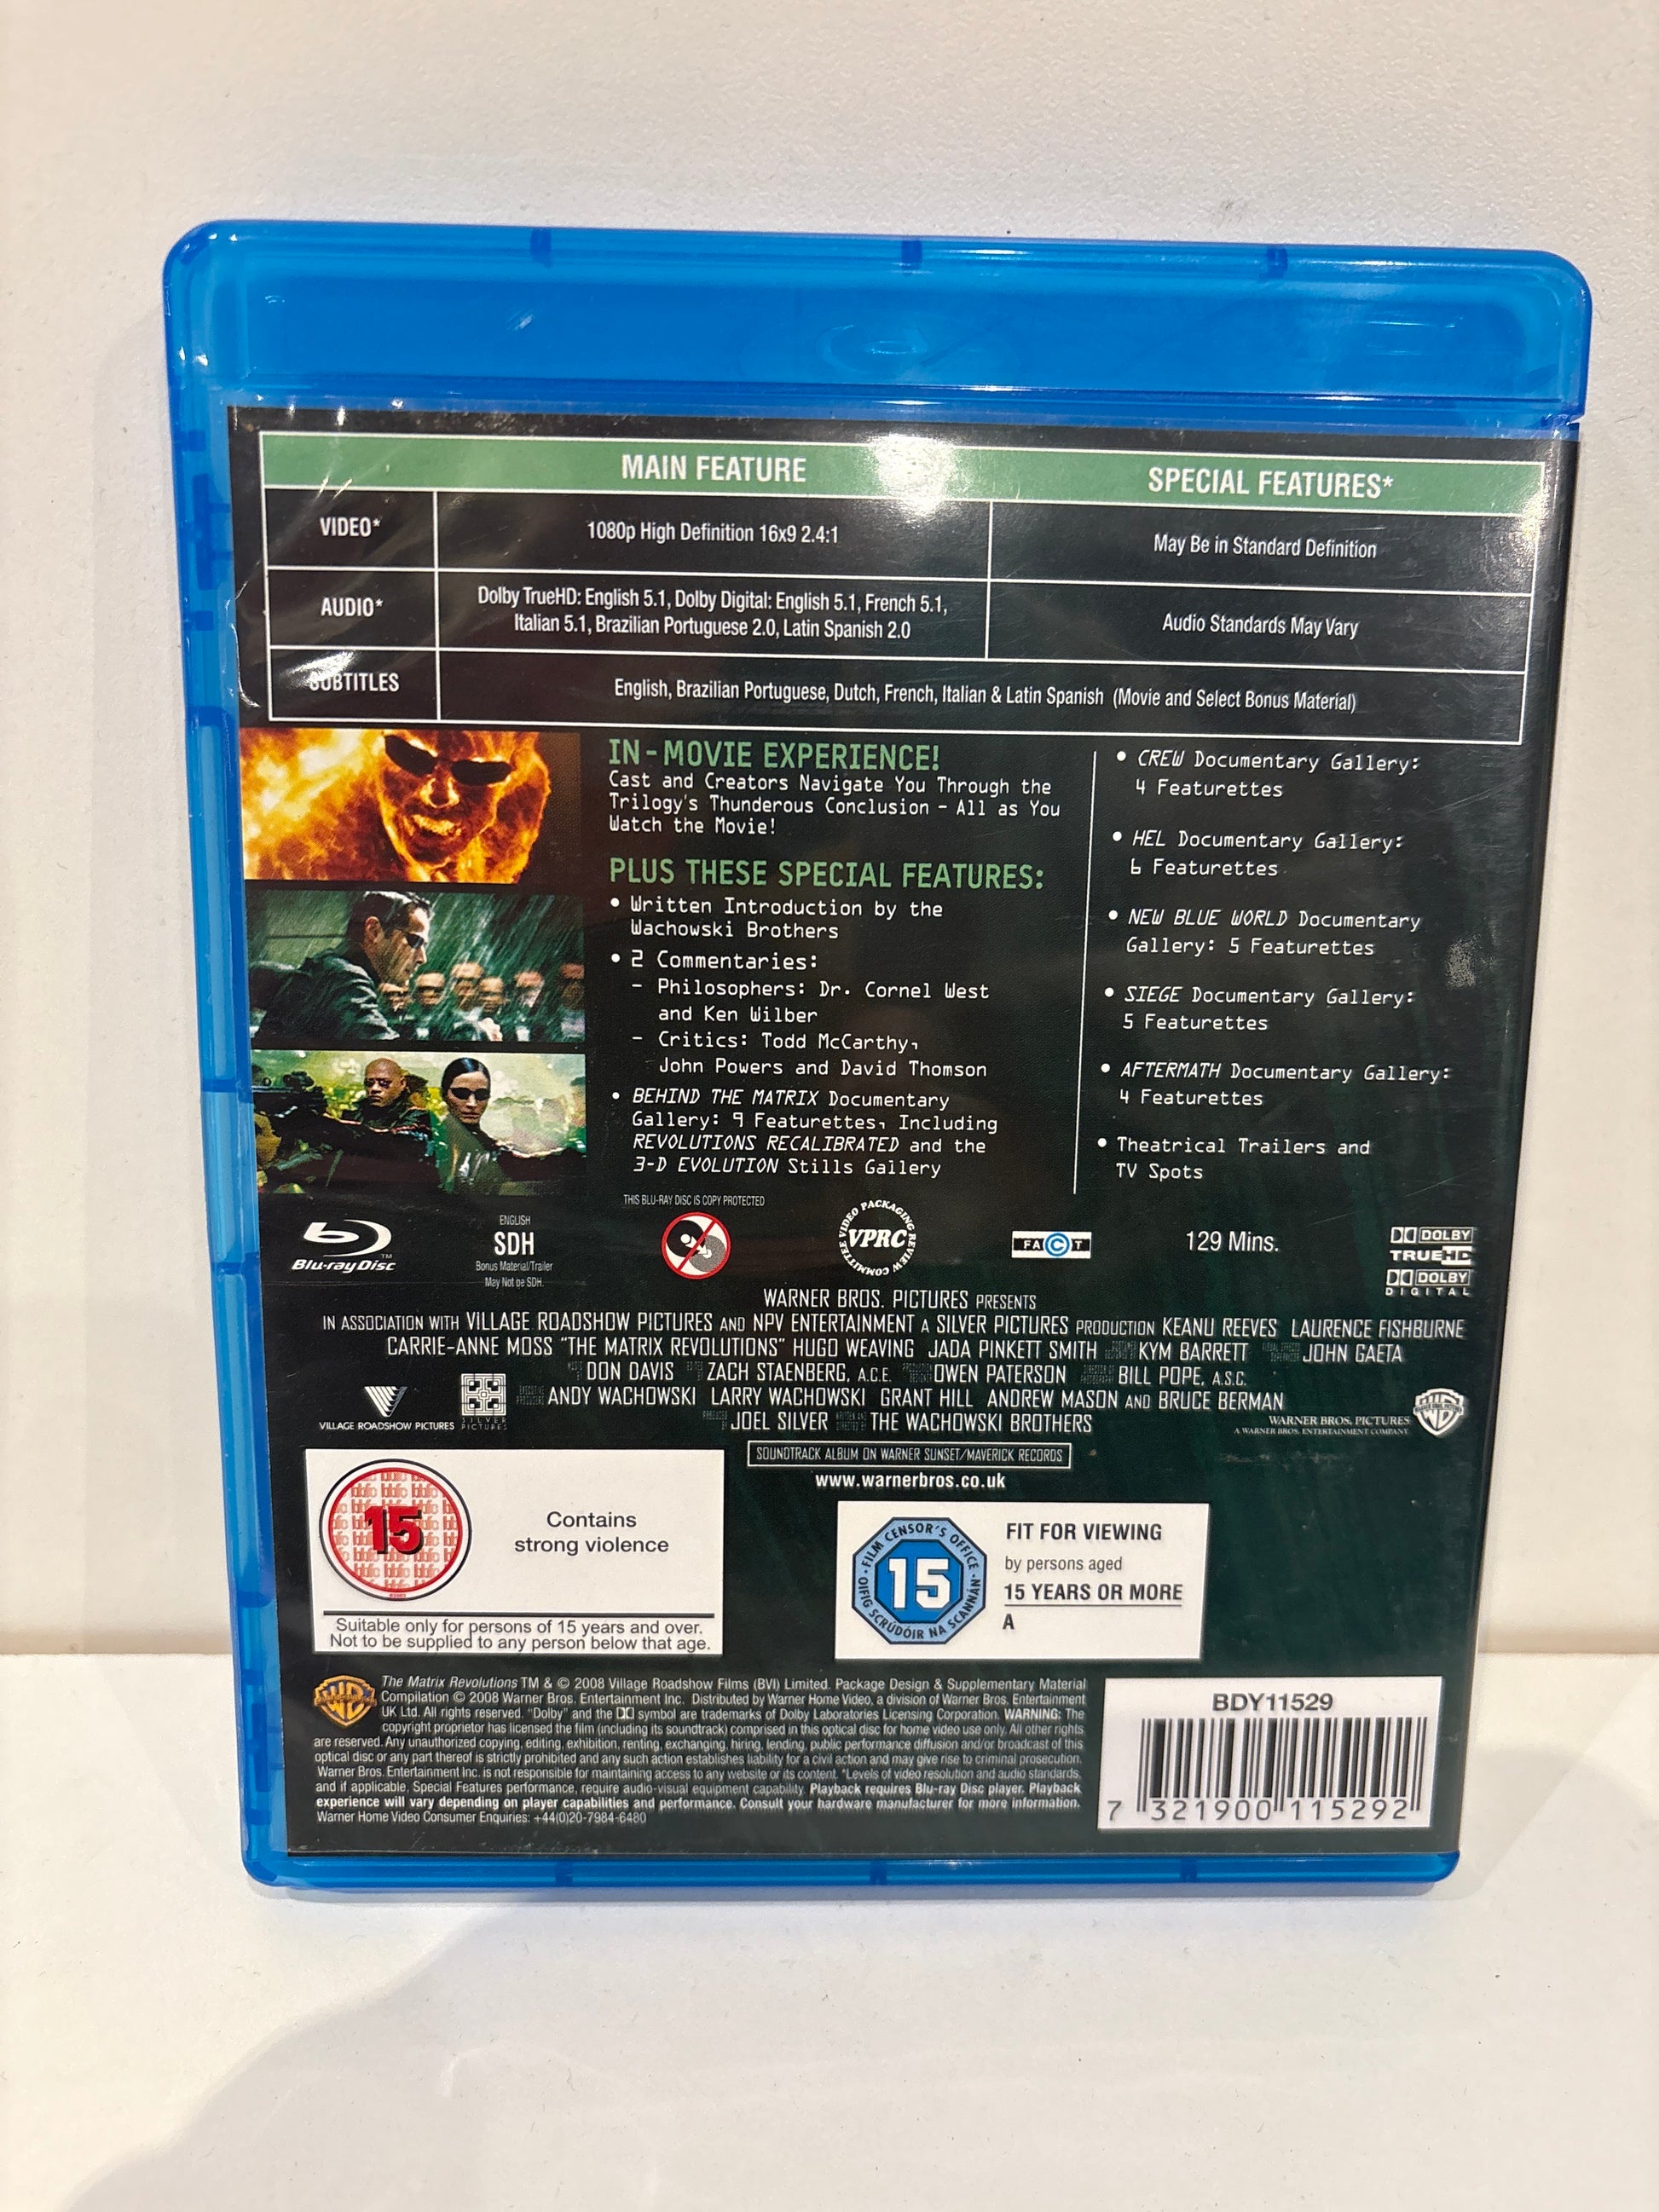 MAIN FEATURE
SPECIAL FEATURES*
VIDEO*
1080p High Definition 16x9 2.4:1
May Be in Standard Definition
AUDIO*
Dolby TrueHD: English 5.1, Dolby Digital: English 5.1, French 5.1,
Italian 5.1, Brazilian Portuguese 2.0, Latin Spanish 2.0
Audio Standards May Vary
SUBTITLES
English, Brazilian Portuguese, Dutch, French, Italian & Latin Spanish (Movie and Select Bonus Material)
IN-MOVIE EXPERIENCE!
Cast and Creators Navigate You Through the
Trilogy's Thunderous Conclusion - All as You
Watch the Movie!
PLUS THESE SPECIAL FEATURES:
• Written Introduction by the
Wachowski Brothers
• 2 Commentaries:
- Philosophers: Dr. Cornel West
and Ken Wilber
- Critics: Todd McCarthy,
John Powers and David Thomson
• BEHIND THE MATRIX Documentary
Gallery: 9 Featurettes, Including
REVOLUTIONS RECALIBRATED and the
3-D EVOLUTION Stills Gallery
• CREW Documentary Gallery:
4 Featurettes
• HEL Documentary Gallery:
6 Featurettes
• NEW BLUE WORLD Documentary
Gallery: 5 Featurettes
• SIEGE Documentary Gallery:
5 Featurettes
• AFTERMATH Documentary Gallery:
4 Featurettes
• Theatrical Trailers and
TV Spots
Blu-ray Disc™
ENGLISH
SDH
Bonus Material/Trailer
May Not be SDH.
THIS BLU-RAY DISC IS COPY PROTECTED
VIDEO PACKAGING REVIEW COMMITTEE
VPRC
FACT
129 Mins.
DOLBY
TRUEHD
DOLBY
DIGITAL
WARNER BROS. PICTURES PRESENTS
IN ASSOCIATION WITH VILLAGE ROADSHOW PICTURES AND NPV ENTERTAINMENT A SILVER PICTURES PRODUCTION KEANU REEVES LAURENCE FISHBURNE
CARRIE-ANNE MOSS "THE MATRIX REVOLUTIONS" HUGO WEAVING JADA PINKETT SMITH KYM BARRETT JOHN GAETA
DON DAVIS ZACH STAENBERG, A.C.E. OWEN PATERSON BILL POPE, A.S.C.
ANDY WACHOWSKI LARRY WACHOWSKI GRANT HILL ANDREW MASON AND BRUCE BERMAN
JOEL SILVER THE WACHOWSKI BROTHERS
VILLAGE ROADSHOW PICTURES
SILVER PICTURES
WARNER BROS. PICTURES
A WARNER BROS. ENTERTAINMENT COMPANY
SOUNDTRACK ALBUM ON WARNER SUNSET/MAVERICK RECORDS
www.warnerbros.co.uk
15
Contains
strong violence
Suitable only for persons of 15 years and over.
Not to be supplied to any person below that age.
FILM CENSOR'S OFFICE
15
OIFIG SCRÚDÓIR NA SCANNÁN
FIT FOR VIEWING
by persons aged
15 YEARS OR MORE
A
The Matrix Revolutions TM & © 2008 Village Roadshow Films (BVI) Limited. Package Design & Supplementary Material
Compilation © 2008 Warner Bros. Entertainment Inc. Distributed by Warner Home Video, a division of Warner Bros. Entertainment
UK Ltd. All rights reserved. "Dolby" and the symbol are trademarks of Dolby Laboratories Licensing Corporation. WARNING: The
copyright proprietor has licensed the film (including its soundtrack) comprised in this optical disc for home video use only. All other rights
are reserved. Any unauthorized copying, editing, exhibition, renting, exchanging, hiring, lending, public performance diffusion and/or broadcast of this
optical disc or any part thereof is strictly prohibited and any such action establishes liability for a civil action and may give rise to criminal prosecution.
Warner Bros. Entertainment Inc. is not responsible for maintaining access to any website or its content. *Levels of video resolution and audio standards,
and if applicable, Special Features performance, require audio-visual equipment capability. Playback requires Blu-ray Disc player. Playback
experience will vary depending on player capabilities and performance. Consult your hardware manufacturer for more information.
Warner Home Video Consumer Enquiries: +44(0)20-7984-6480
BDY11529
7 321900 115292